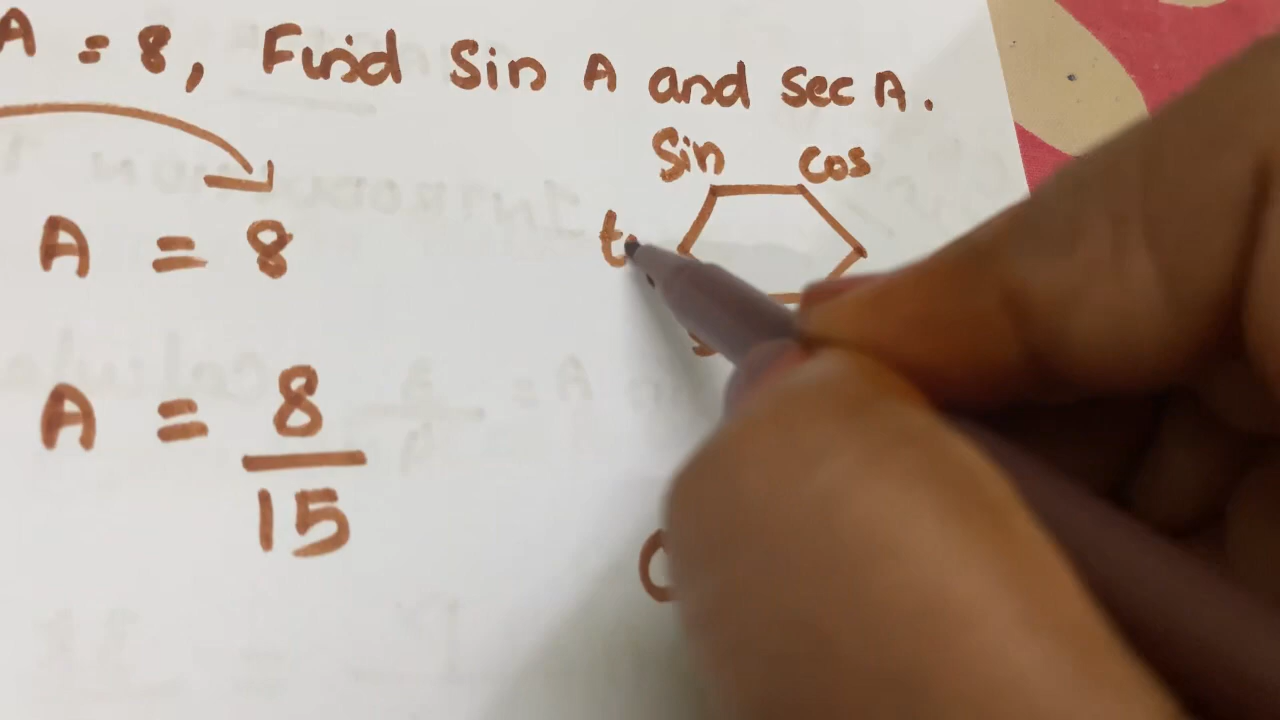 A = 8, Find Sin A and Sec A.
Sin cos
A = 8
A = 8
15